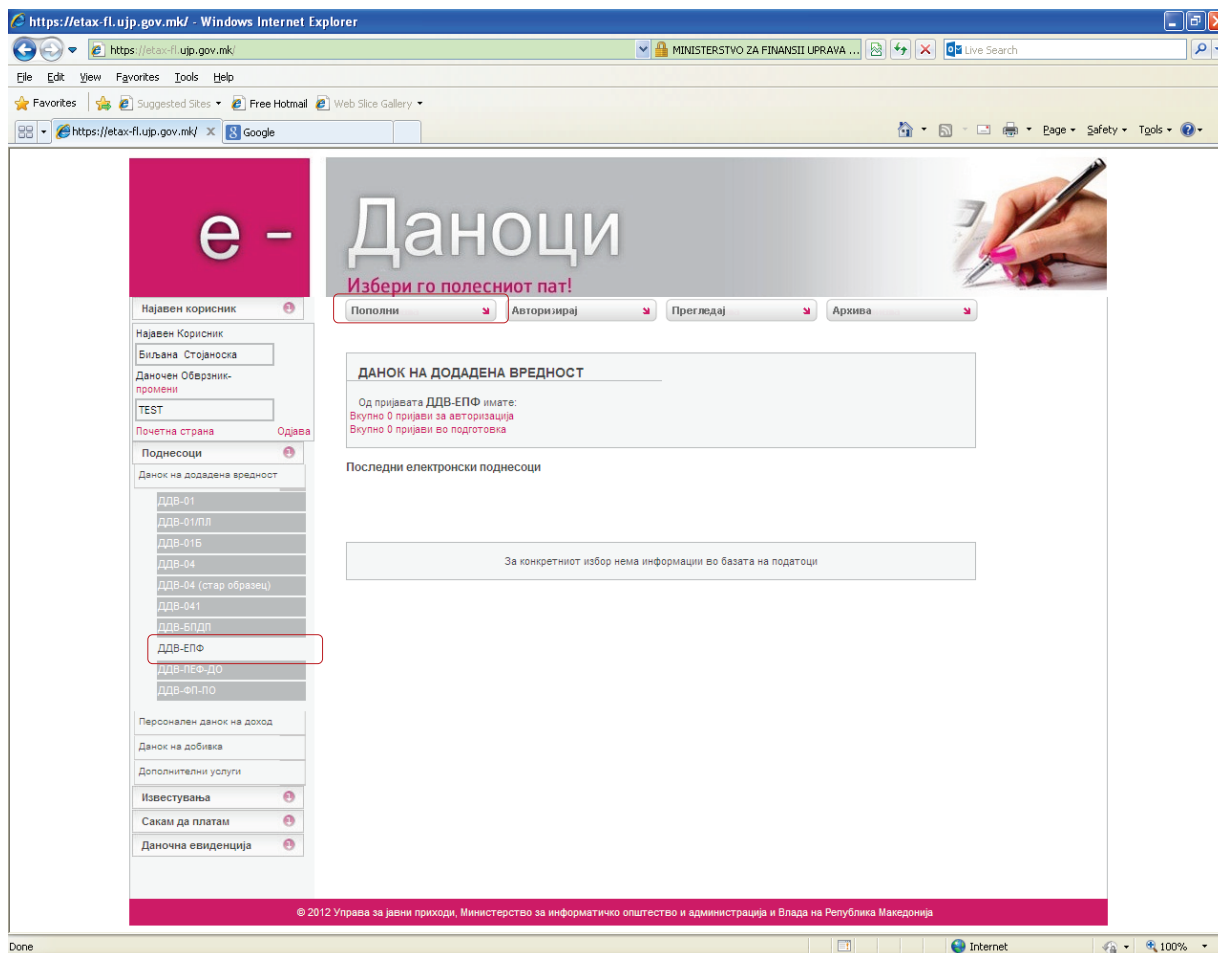 https://etax-fl.ujp.gov.mk/ - Windows Internet Explorer
https://etax-fl.ujp.gov.mk/
MINISTERSTVO ZA FINANSII UPRAVA ...
Live Search
File Edit View Favorites Tools Help
Favorites Suggested Sites Free Hotmail Web Slice Gallery
https://etax-fl.ujp.gov.mk/ Google Page Safety Tools
е - Даноци
Избери го полесниот пат!
Најавен корисник
Пополни Авторизирај Прегледај Архива
Најавен Корисник
Билјана Стојаноска
Даночен Обврзник-
промени
TEST
Почетна страна Одјава
ДАНОК НА ДОДАДЕНА ВРЕДНОСТ
Од пријавата ДДВ-ЕПФ имате:
Вкупно 0 пријави за авторизација
Вкупно 0 пријави во подготовка
Последни електронски поднесоци
За конкретниот избор нема информации во базата на податоци
Поднесоци
Данок на додадена вредност
ДДВ-01
ДДВ-01/ПЛ
ДДВ-01Б
ДДВ-04
ДДВ-04 (стар образец)
ДДВ-041
ДДВ-БПДП
ДДВ-ЕПФ
ДДВ-ПЕФ-ДО
ДДВ-ФП-ПО
Персонален данок на доход
Данок на добивка
Дополнителни услуги
Известувања
Сакам да платам
Даночна евиденција
© 2012 Управа за јавни приходи, Министерство за информатичко општество и администрација и Влада на Република Македонија
Done Internet 100%